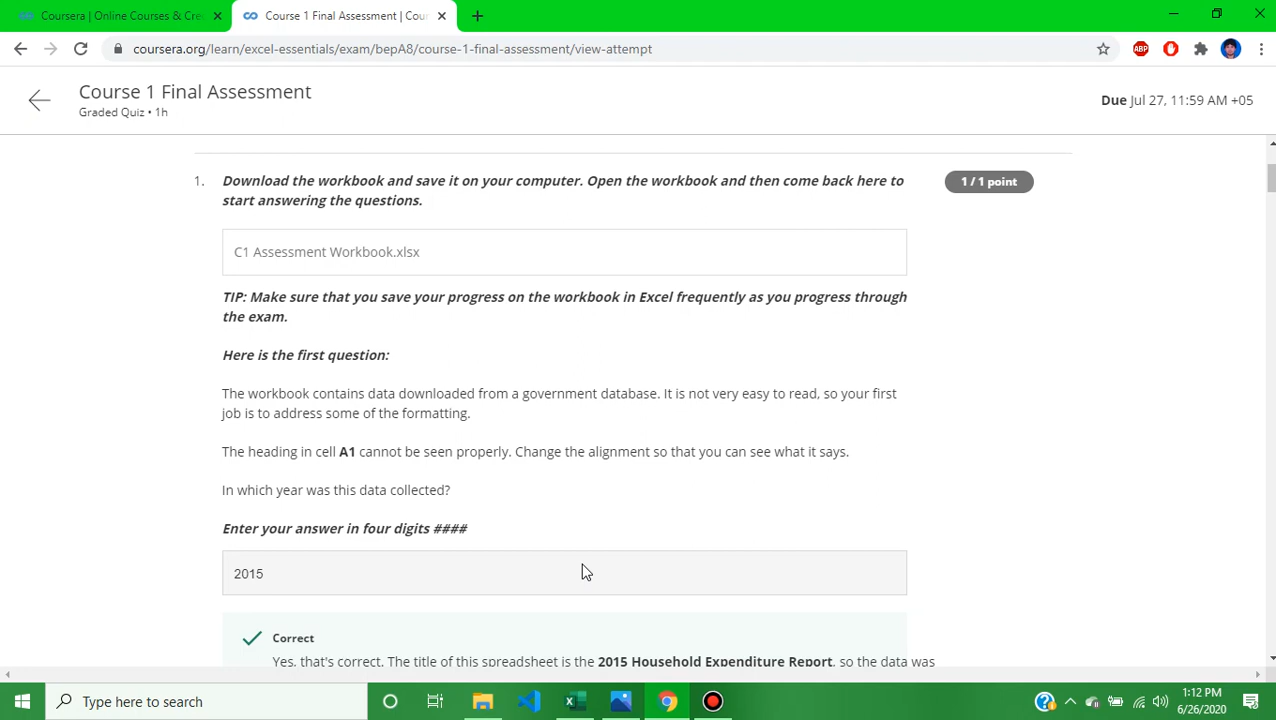 Coursera | Online Courses & Cre
Course 1 Final Assessment | Cou
coursera.org/learn/excel-essentials/exam/bepA8/course-1-final-assessment/view-attempt
ABP
Course 1 Final Assessment
Graded Quiz • 1h
Due Jul 27, 11:59 AM +05
1. Download the workbook and save it on your computer. Open the workbook and then come back here to
start answering the questions.
1 / 1 point
C1 Assessment Workbook.xlsx
TIP: Make sure that you save your progress on the workbook in Excel frequently as you progress through
the exam.
Here is the first question:
The workbook contains data downloaded from a government database. It is not very easy to read, so your first
job is to address some of the formatting.
The heading in cell A1 cannot be seen properly. Change the alignment so that you can see what it says.
In which year was this data collected?
Enter your answer in four digits ####
2015
Correct
Yes, that's correct. The title of this spreadsheet is the 2015 Household Expenditure Report, so the data was
Type here to search
1:12 PM
6/26/2020